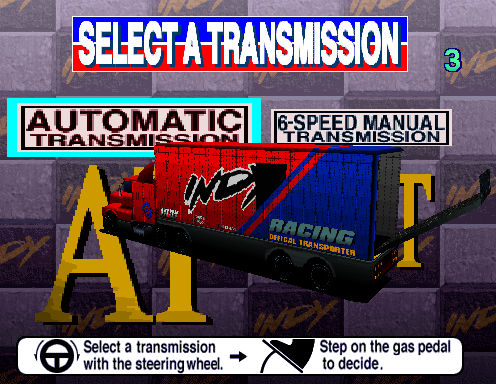 SELECT A TRANSMISSION
3
AUTOMATIC
TRANSMISSION
6-SPEED MANUAL
TRANSMISSION
AT
T
INDY
RACING
OFFICAL TRANSPORTER
Select a transmission
with the steering wheel.
Step on the gas pedal
to decide.